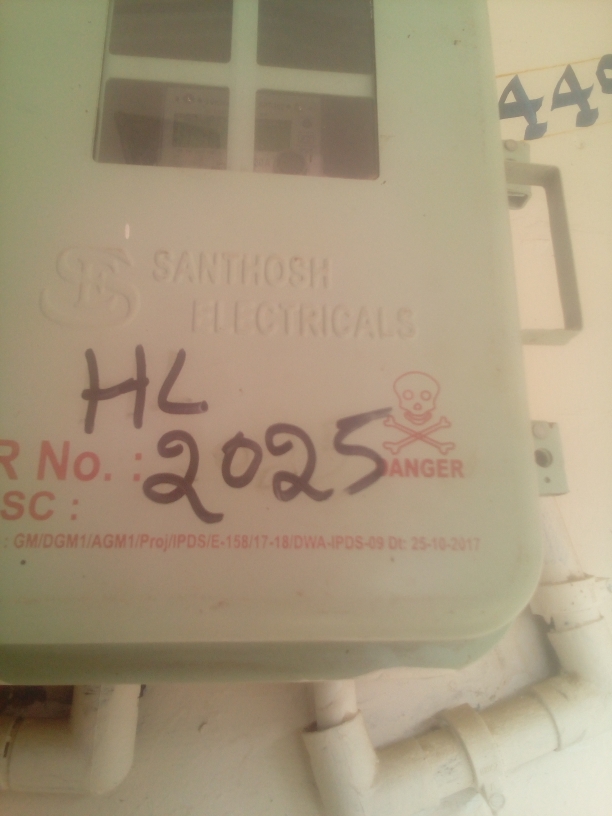 449
SANTHOSH
ELECTRICALS
HL
R No. : 2025
DANGER
SC :
: GM/DGM1/AGM1/Proj/IPDS/E-158/17-18/DWA-IPDS-09 Dt: 25-10-2017